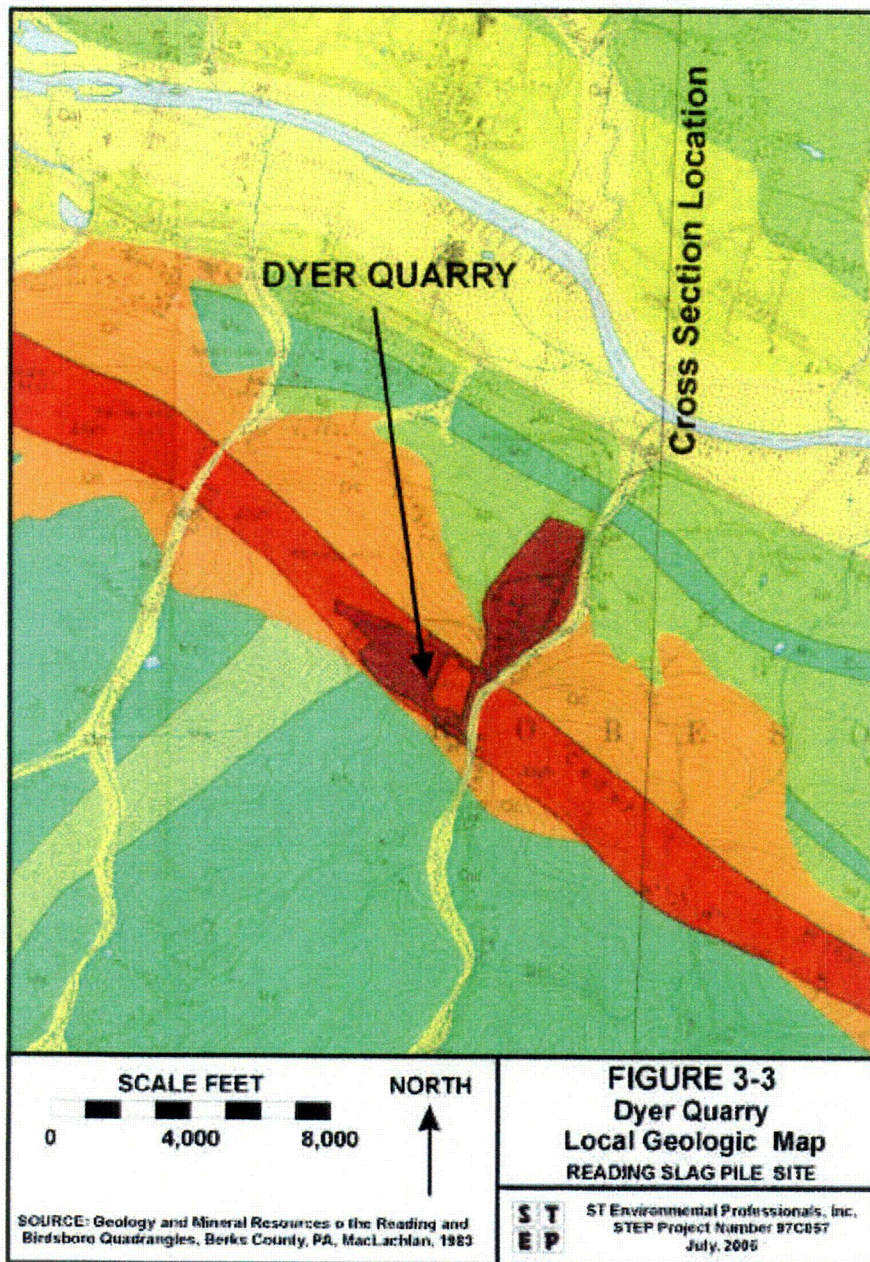 Cross Section Location
DYER QUARRY
SCALE FEET
0 4,000 8,000
NORTH
SOURCE: Geology and Mineral Resources o the Reading and
Birdsboro Quadrangles, Berks County, PA, MacLachlan, 1983
FIGURE 3-3
Dyer Quarry
Local Geologic Map
READING SLAG PILE SITE
S T
E P
ST Environmental Professionals, Inc.
STEP Project Number 97C057
July, 2005